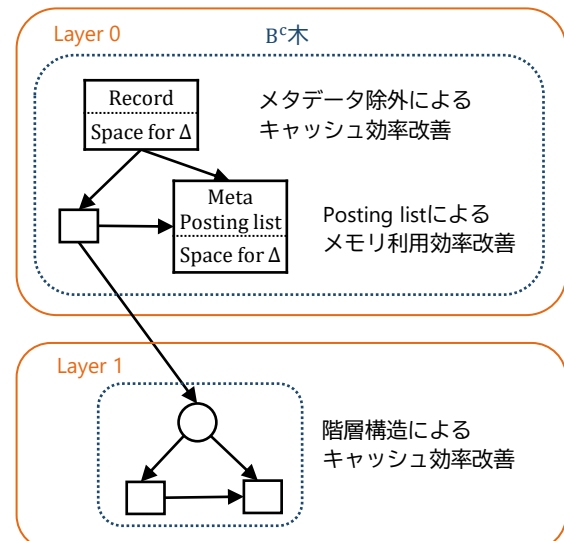 Layer 0
Bᶜ木
Record
Space for Δ
メタデータ除外による
キャッシュ効率改善
Meta
Posting list
Space for Δ
Posting listによる
メモリ利用効率改善
Layer 1
階層構造による
キャッシュ効率改善